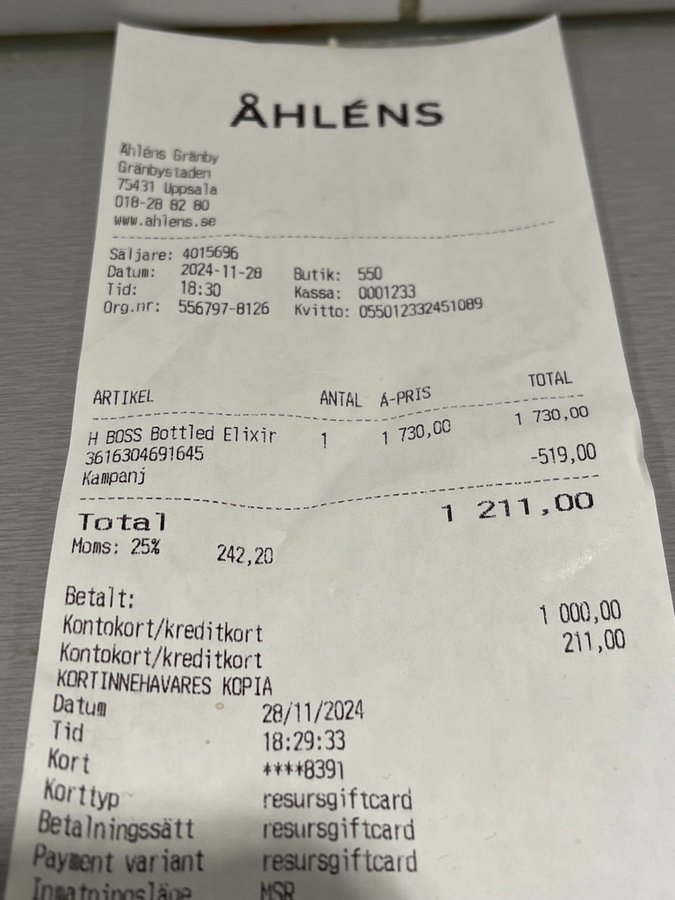 ÅHLÉNS
Åhléns Gränby
Gränbystaden
75431 Uppsala
018-28 82 80
www.ahlens.se
Säljare: 4015696
Datum: 2024-11-28 Butik: 550
Tid: 18:30 Kassa: 0001233
Org.nr: 556797-8126 Kvitto: 055012332451089
ARTIKEL ANTAL Á-PRIS TOTAL
H BOSS Bottled Elixir 1 1 730,00 1 730,00
3616304691645
Kampanj -519,00
Total 1 211,00
Moms: 25% 242,20
Betalt:
Kontokort/kreditkort 1 000,00
Kontokort/kreditkort 211,00
KORTINNEHAVARES KOPIA
Datum 28/11/2024
Tid 18:29:33
Kort ****8391
Korttyp resursgiftcard
Betalningssätt resursgiftcard
Payment variant resursgiftcard
Inmatningsläge MSR